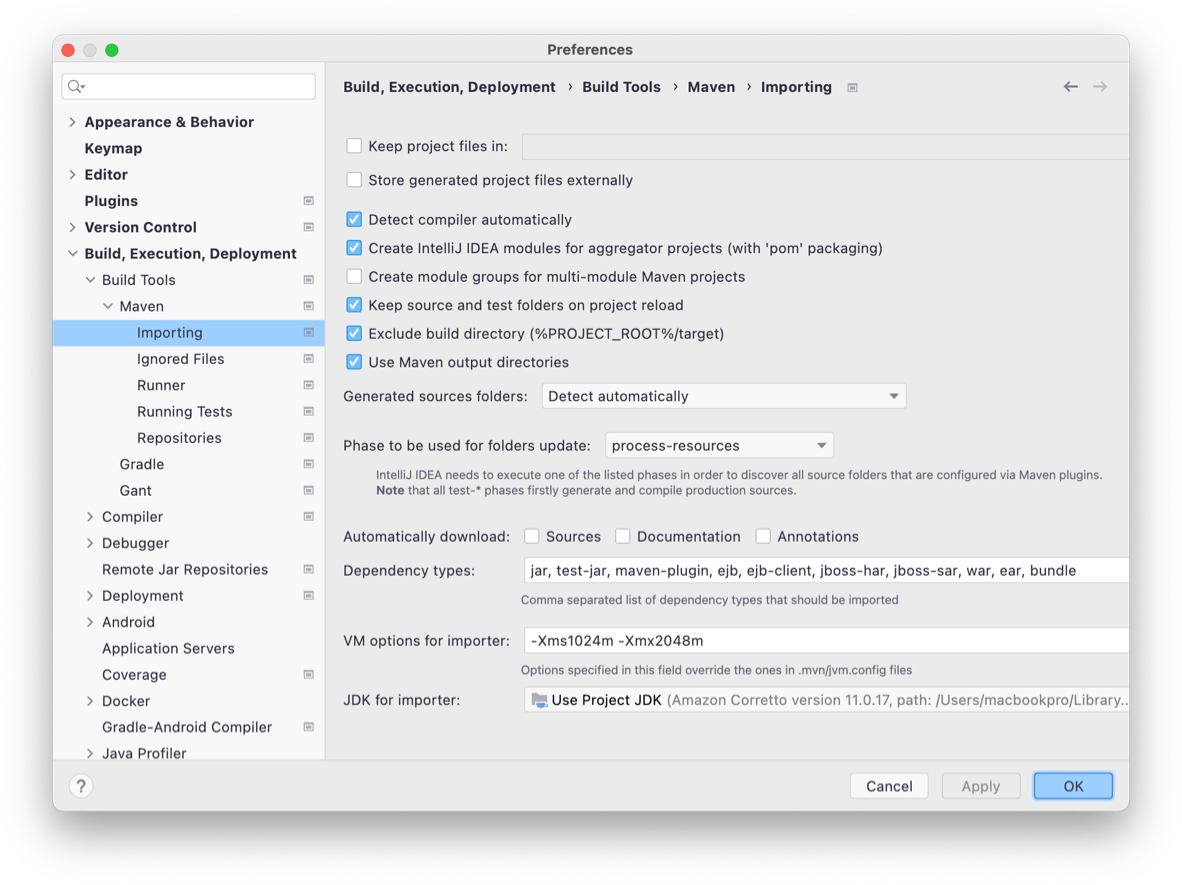 Preferences
Appearance & Behavior
Keymap
Editor
Plugins
Version Control
Build, Execution, Deployment
Build Tools
Maven
Importing
Ignored Files
Runner
Running Tests
Repositories
Gradle
Gant
Compiler
Debugger
Remote Jar Repositories
Deployment
Android
Application Servers
Coverage
Docker
Gradle-Android Compiler
Java Profiler
Build, Execution, Deployment › Build Tools › Maven › Importing
Keep project files in:
Store generated project files externally
Detect compiler automatically
Create IntelliJ IDEA modules for aggregator projects (with 'pom' packaging)
Create module groups for multi-module Maven projects
Keep source and test folders on project reload
Exclude build directory (%PROJECT_ROOT%/target)
Use Maven output directories
Generated sources folders: Detect automatically
Phase to be used for folders update: process-resources
IntelliJ IDEA needs to execute one of the listed phases in order to discover all source folders that are configured via Maven plugins.
Note that all test-* phases firstly generate and compile production sources.
Automatically download: Sources Documentation Annotations
Dependency types: jar, test-jar, maven-plugin, ejb, ejb-client, jboss-har, jboss-sar, war, ear, bundle
Comma separated list of dependency types that should be imported
VM options for importer: -Xms1024m -Xmx2048m
Options specified in this field override the ones in .mvn/jvm.config files
JDK for importer: Use Project JDK (Amazon Corretto version 11.0.17, path: /Users/macbookpro/Library...
? Cancel Apply OK